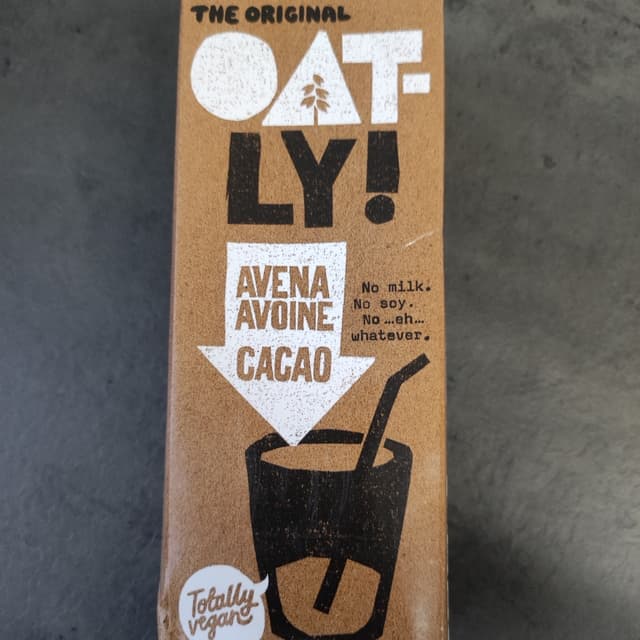 THE ORIGINAL
OAT-
LY!
AVENA
AVOINE
CACAO
No milk.
No soy.
No ...eh...
whatever.
Totally
vegan